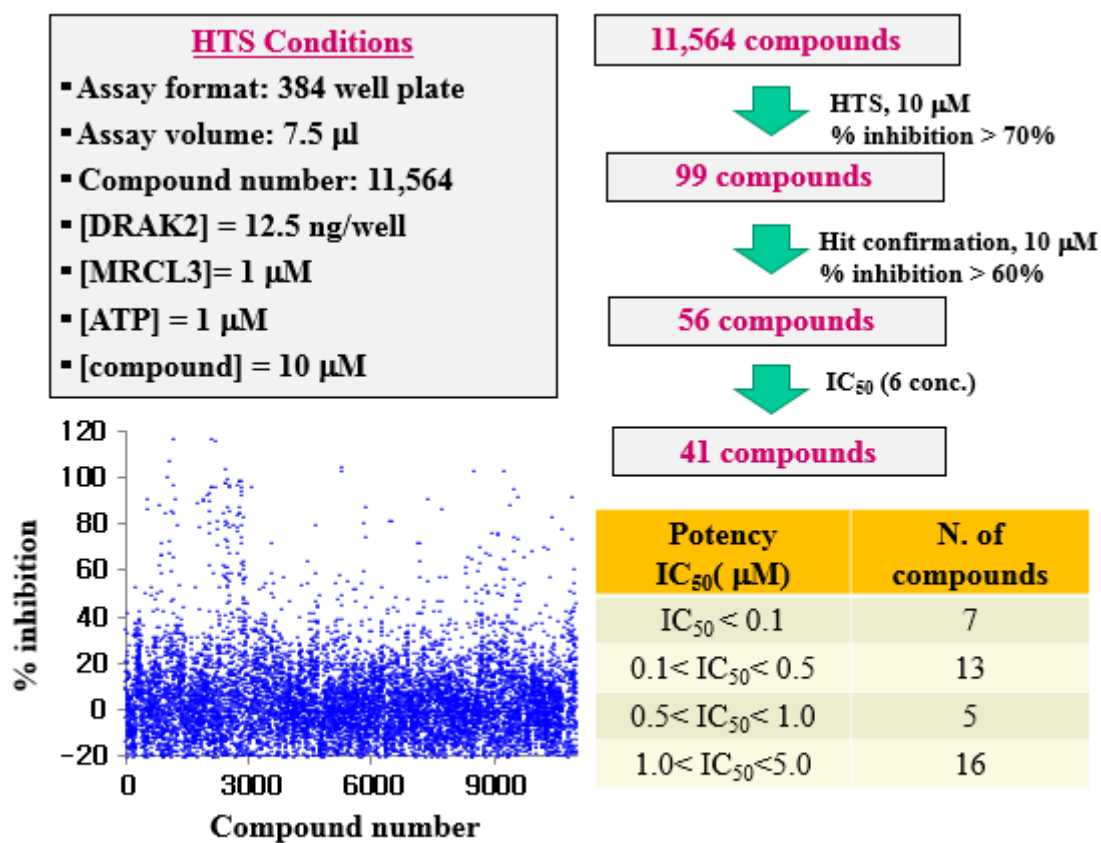 HTS Conditions
▪ Assay format: 384 well plate
▪ Assay volume: 7.5 µl
▪ Compound number: 11,564
▪ [DRAK2] = 12.5 ng/well
▪ [MRCL3]= 1 µM
▪ [ATP] = 1 µM
▪ [compound] = 10 µM
11,564 compounds
HTS, 10 µM
% inhibition > 70%
99 compounds
Hit confirmation, 10 µM
% inhibition > 60%
56 compounds
IC50 (6 conc.)
41 compounds
% inhibition
120
100
80
60
40
20
0
−20
0 3000 6000 9000
Compound number
Potency N. of
IC50( µM) compounds
IC50 < 0.1 7
0.1< IC50< 0.5 13
0.5< IC50< 1.0 5
1.0< IC50<5.0 16